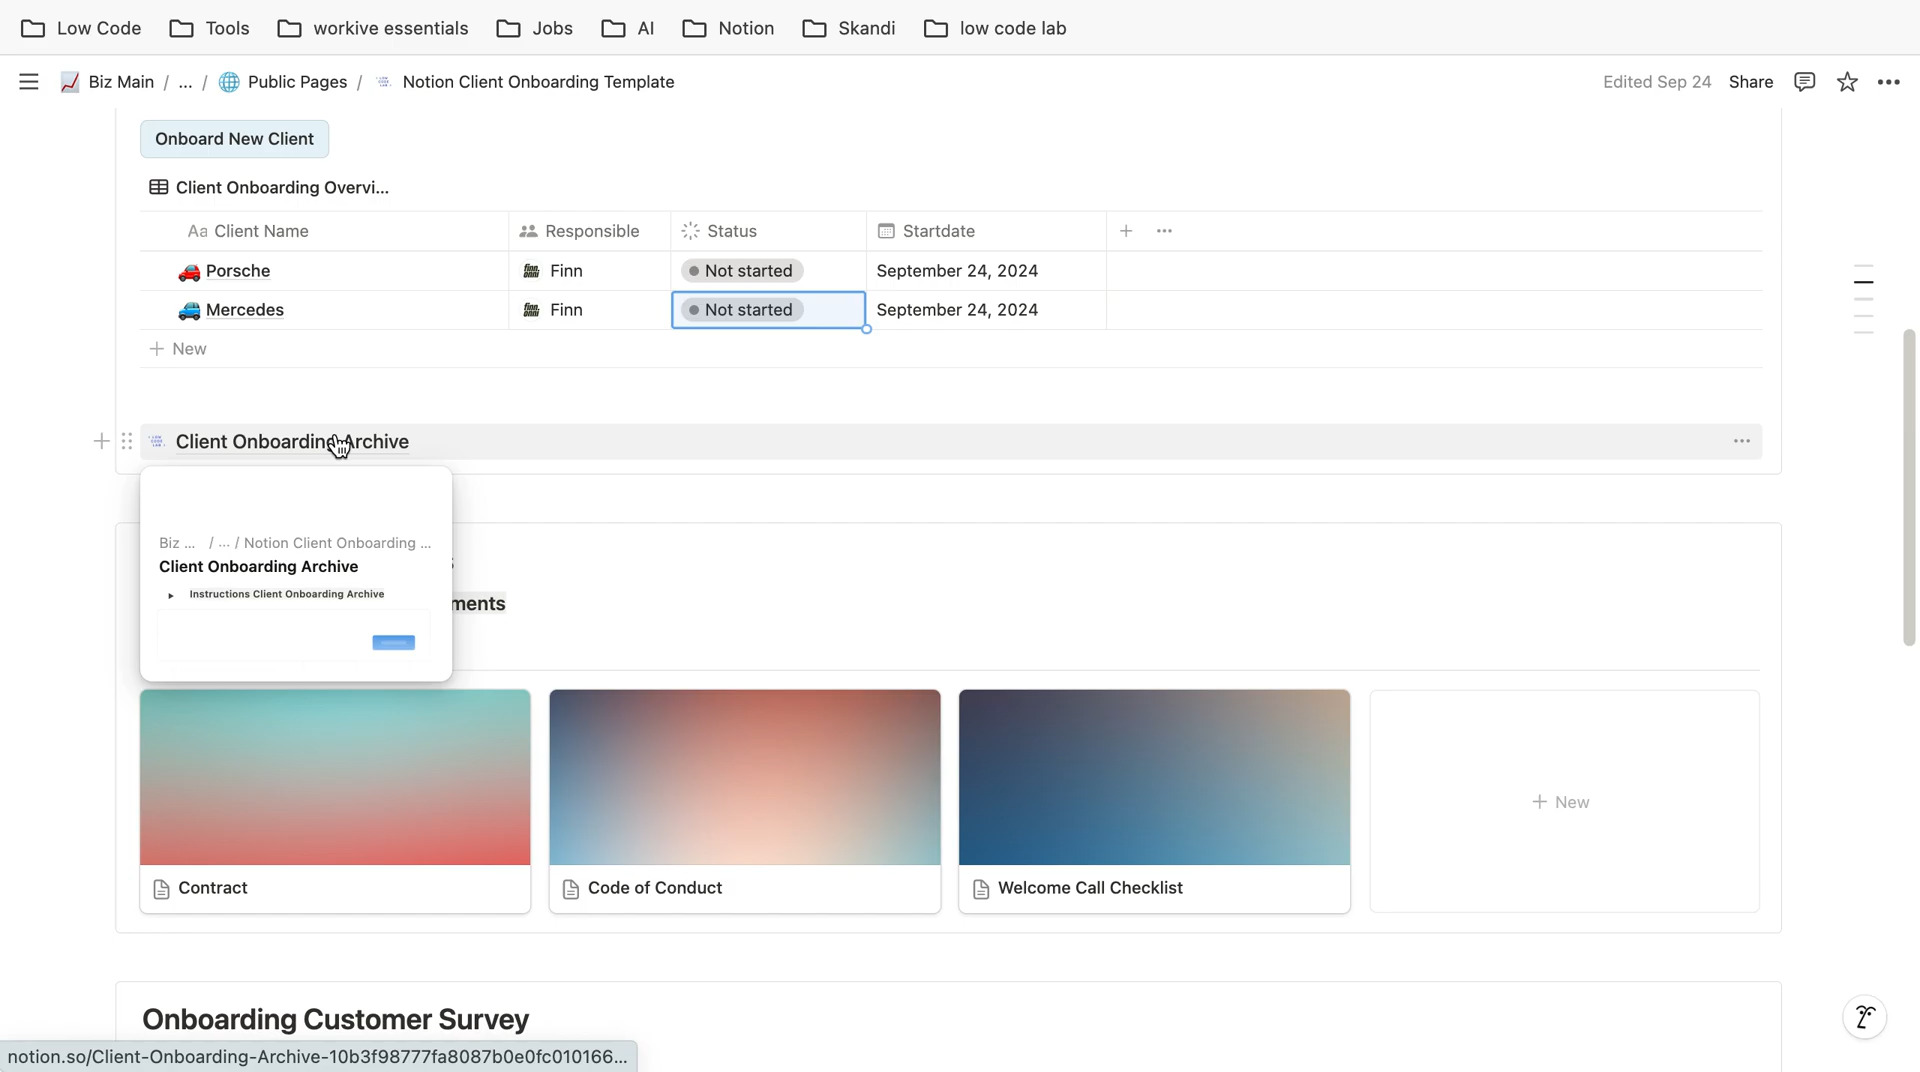 Low Code Tools workive essentials Jobs AI Notion Skandi low code lab
Biz Main / ... / Public Pages / Notion Client Onboarding Template Edited Sep 24 Share
Onboard New Client
Client Onboarding Overvi...
Aa Client Name Responsible Status Startdate
Porsche Finn Not started September 24, 2024
Mercedes Finn Not started September 24, 2024
+ New
Client Onboarding Archive
Biz ... / ... / Notion Client Onboarding ...
Client Onboarding Archive
Instructions Client Onboarding Archive
ments
Contract
Code of Conduct
Welcome Call Checklist
+ New
Onboarding Customer Survey
notion.so/Client-Onboarding-Archive-10b3f98777fa8087b0e0fc010166...